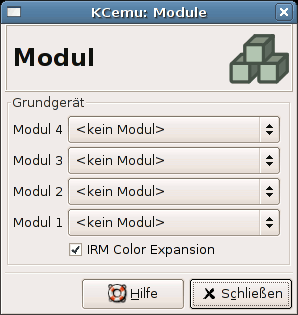 KCemu: Module
Modul
Grundgerät
Modul 4 <kein Modul>
Modul 3 <kein Modul>
Modul 2 <kein Modul>
Modul 1 <kein Modul>
IRM Color Expansion
Hilfe Schließen